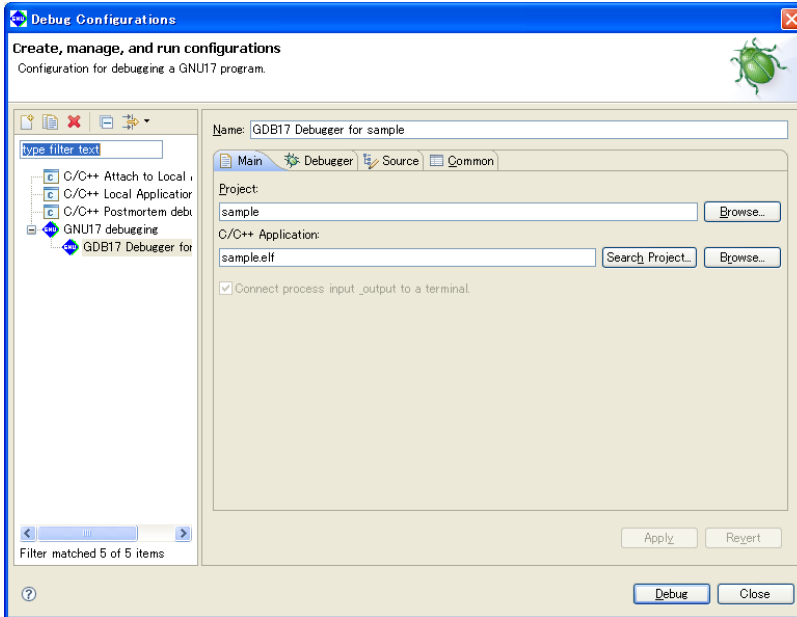 Debug Configurations
Create, manage, and run configurations
Configuration for debugging a GNU17 program.
type filter text
C/C++ Attach to Local
C/C++ Local Application
C/C++ Postmortem debu
GNU17 debugging
GDB17 Debugger for
Filter matched 5 of 5 items
Name: GDB17 Debugger for sample
Main Debugger Source Common
Project:
sample Browse...
C/C++ Application:
sample.elf Search Project... Browse...
Connect process input _output to a terminal.
Apply Revert
Debug Close